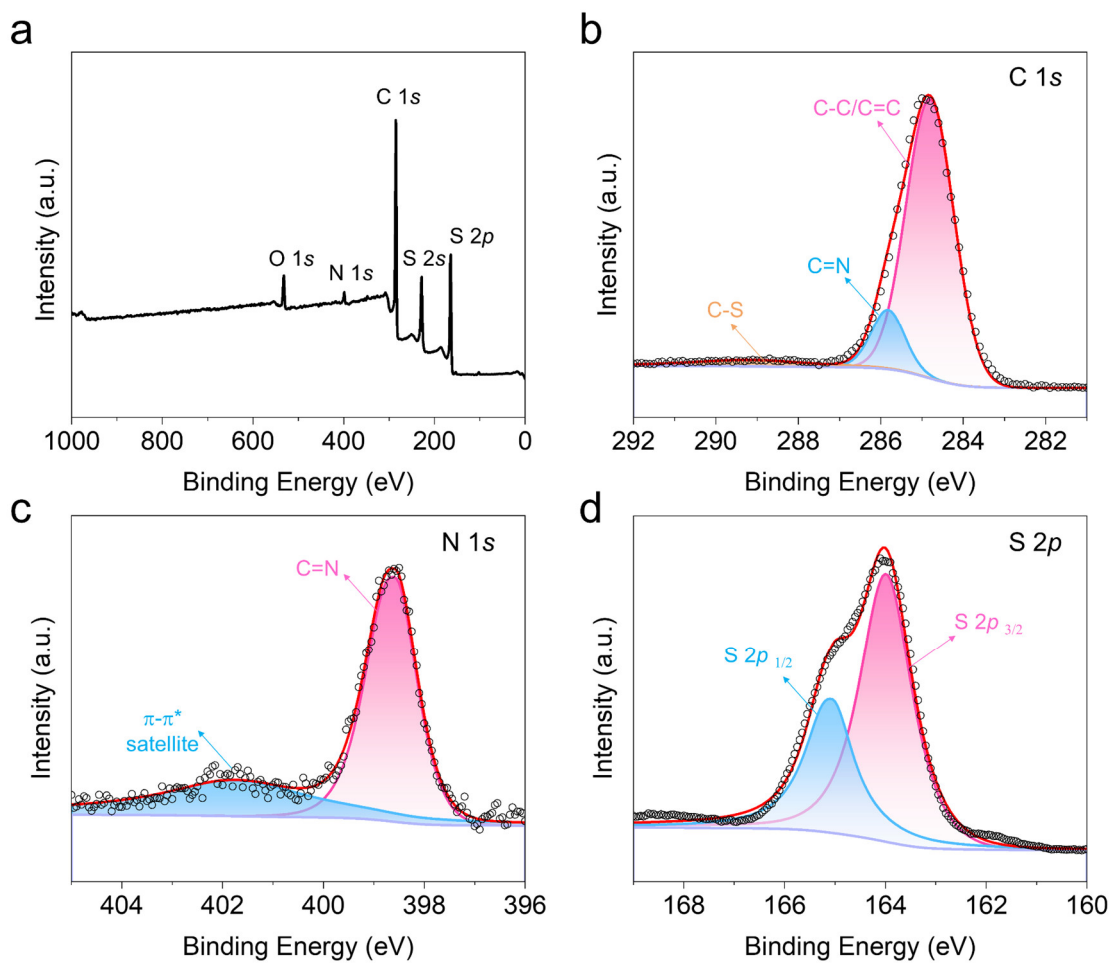 a
C 1s
S 2p
O 1s
N 1s
S 2s
Intensity (a.u.)
1000
800
600
400
200
0
Binding Energy (eV)
b
C 1s
C-C/C=C
C=N
C-S
Intensity (a.u.)
292
290
288
286
284
282
Binding Energy (eV)
c
N 1s
C=N
π-π*
satellite
Intensity (a.u.)
404
402
400
398
396
Binding Energy (eV)
d
S 2p
S 2p 3/2
S 2p 1/2
Intensity (a.u.)
168
166
164
162
160
Binding Energy (eV)